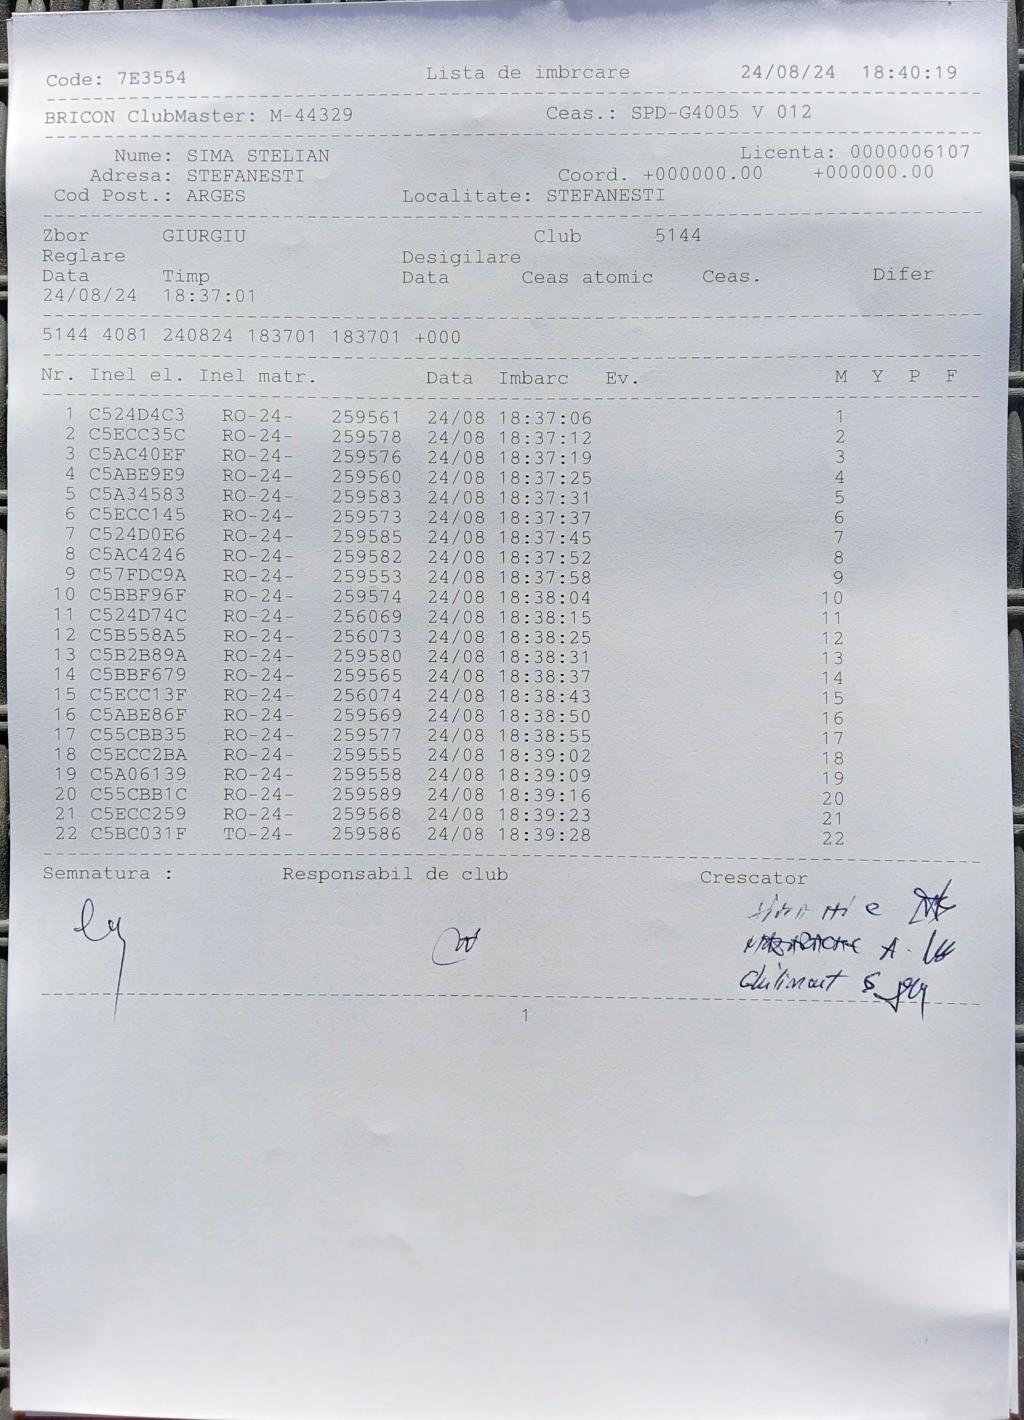 Code: 7E3554 Lista de imbrcare 24/08/24 18:40:19
BRICON ClubMaster: M-44329 Ceas.: SPD-G4005 V 012
Nume: SIMA STELIAN Licenta: 0000006107
Adresa: STEFANESTI Coord. +000000.00 +000000.00
Cod Post.: ARGES Localitate: STEFANESTI
Zbor GIURGIU Club 5144
Reglare Desigilare
Data Timp Data Ceas atomic Ceas. Difer
24/08/24 18:37:01
5144 4081 240824 183701 183701 +000
Nr. Inel el. Inel matr. Data Imbarc Ev. M Y P F
1 C524D4C3 RO-24- 259561 24/08 18:37:06 1
2 C5ECC35C RO-24- 259578 24/08 18:37:12 2
3 C5AC40EF RO-24- 259576 24/08 18:37:19 3
4 C5ABE9E9 RO-24- 259560 24/08 18:37:25 4
5 C5A34583 RO-24- 259583 24/08 18:37:31 5
6 C5ECC145 RO-24- 259573 24/08 18:37:37 6
7 C524D0E6 RO-24- 259585 24/08 18:37:45 7
8 C5AC4246 RO-24- 259582 24/08 18:37:52 8
9 C57FDC9A RO-24- 259553 24/08 18:37:58 9
10 C5BBF96F RO-24- 259574 24/08 18:38:04 10
11 C524D74C RO-24- 256069 24/08 18:38:15 11
12 C5B558A5 RO-24- 256073 24/08 18:38:25 12
13 C5B2B89A RO-24- 259580 24/08 18:38:31 13
14 C5BBF679 RO-24- 259565 24/08 18:38:37 14
15 C5ECC13F RO-24- 256074 24/08 18:38:43 15
16 C5ABE86F RO-24- 259569 24/08 18:38:50 16
17 C55CBB35 RO-24- 259577 24/08 18:38:55 17
18 C5ECC2BA RO-24- 259555 24/08 18:39:02 18
19 C5A06139 RO-24- 259558 24/08 18:39:09 19
20 C55CBB1C RO-24- 259589 24/08 18:39:16 20
21 C5ECC259 RO-24- 259568 24/08 18:39:23 21
22 C5BC031F TO-24- 259586 24/08 18:39:28 22
Semnatura : Responsabil de club Crescator
1